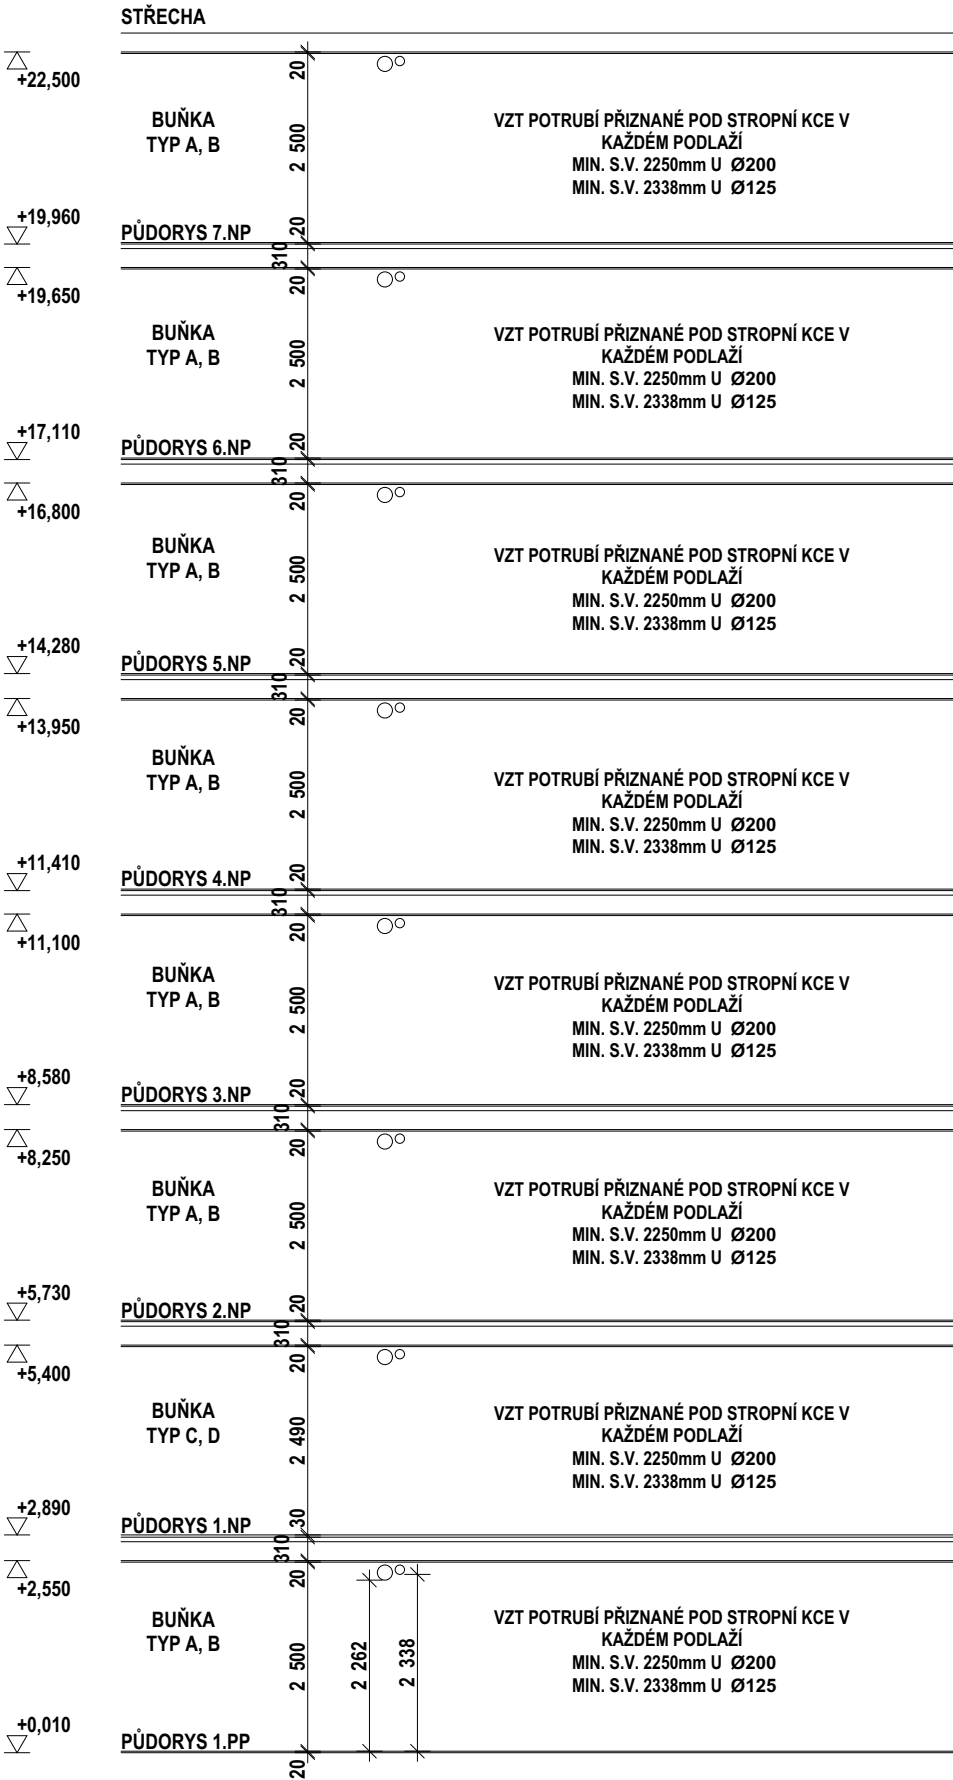 STŘECHA
+22,500
20
BUŇKA
TYP A, B
2 500
VZT POTRUBÍ PŘIZNANÉ POD STROPNÍ KCE V
KAŽDÉM PODLAŽÍ
MIN. S.V. 2250mm U Ø200
MIN. S.V. 2338mm U Ø125
+19,960
PŮDORYS 7.NP
20
310
+19,650
20
BUŇKA
TYP A, B
2 500
VZT POTRUBÍ PŘIZNANÉ POD STROPNÍ KCE V
KAŽDÉM PODLAŽÍ
MIN. S.V. 2250mm U Ø200
MIN. S.V. 2338mm U Ø125
+17,110
PŮDORYS 6.NP
20
310
+16,800
20
BUŇKA
TYP A, B
2 500
VZT POTRUBÍ PŘIZNANÉ POD STROPNÍ KCE V
KAŽDÉM PODLAŽÍ
MIN. S.V. 2250mm U Ø200
MIN. S.V. 2338mm U Ø125
+14,280
PŮDORYS 5.NP
20
310
+13,950
20
BUŇKA
TYP A, B
2 500
VZT POTRUBÍ PŘIZNANÉ POD STROPNÍ KCE V
KAŽDÉM PODLAŽÍ
MIN. S.V. 2250mm U Ø200
MIN. S.V. 2338mm U Ø125
+11,410
PŮDORYS 4.NP
20
310
+11,100
20
BUŇKA
TYP A, B
2 500
VZT POTRUBÍ PŘIZNANÉ POD STROPNÍ KCE V
KAŽDÉM PODLAŽÍ
MIN. S.V. 2250mm U Ø200
MIN. S.V. 2338mm U Ø125
+8,580
PŮDORYS 3.NP
20
310
+8,250
20
BUŇKA
TYP A, B
2 500
VZT POTRUBÍ PŘIZNANÉ POD STROPNÍ KCE V
KAŽDÉM PODLAŽÍ
MIN. S.V. 2250mm U Ø200
MIN. S.V. 2338mm U Ø125
+5,730
PŮDORYS 2.NP
20
310
+5,400
20
BUŇKA
TYP C, D
2 490
VZT POTRUBÍ PŘIZNANÉ POD STROPNÍ KCE V
KAŽDÉM PODLAŽÍ
MIN. S.V. 2250mm U Ø200
MIN. S.V. 2338mm U Ø125
+2,890
PŮDORYS 1.NP
30
310
+2,550
20
BUŇKA
TYP A, B
2 500
2 262
2 338
VZT POTRUBÍ PŘIZNANÉ POD STROPNÍ KCE V
KAŽDÉM PODLAŽÍ
MIN. S.V. 2250mm U Ø200
MIN. S.V. 2338mm U Ø125
+0,010
PŮDORYS 1.PP
20